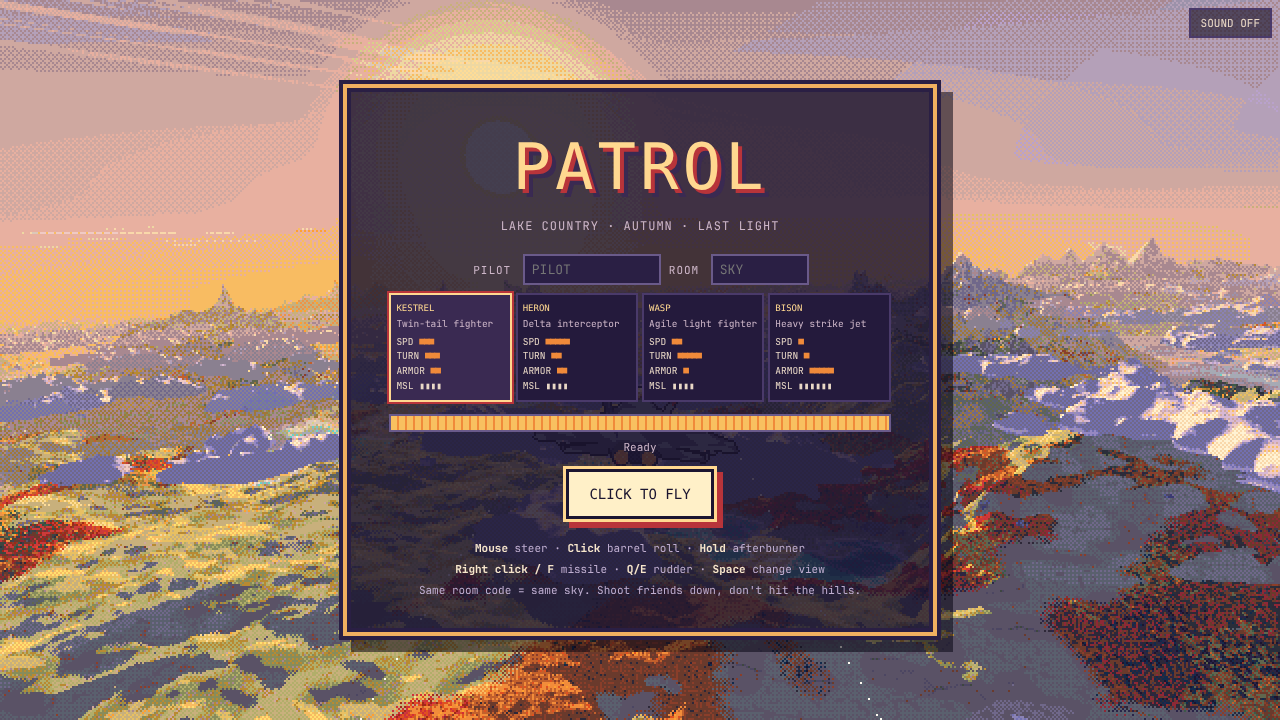 SOUND OFF
PATROL
LAKE COUNTRY · AUTUMN · LAST LIGHT
PILOT PILOT ROOM SKY
KESTREL
Twin-tail fighter
SPD
TURN
ARMOR
MSL
HERON
Delta interceptor
SPD
TURN
ARMOR
MSL
WASP
Agile light fighter
SPD
TURN
ARMOR
MSL
BISON
Heavy strike jet
SPD
TURN
ARMOR
MSL
Ready
CLICK TO FLY
Mouse steer · Click barrel roll · Hold afterburner
Right click / F missile · Q/E rudder · Space change view
Same room code = same sky. Shoot friends down, don't hit the hills.